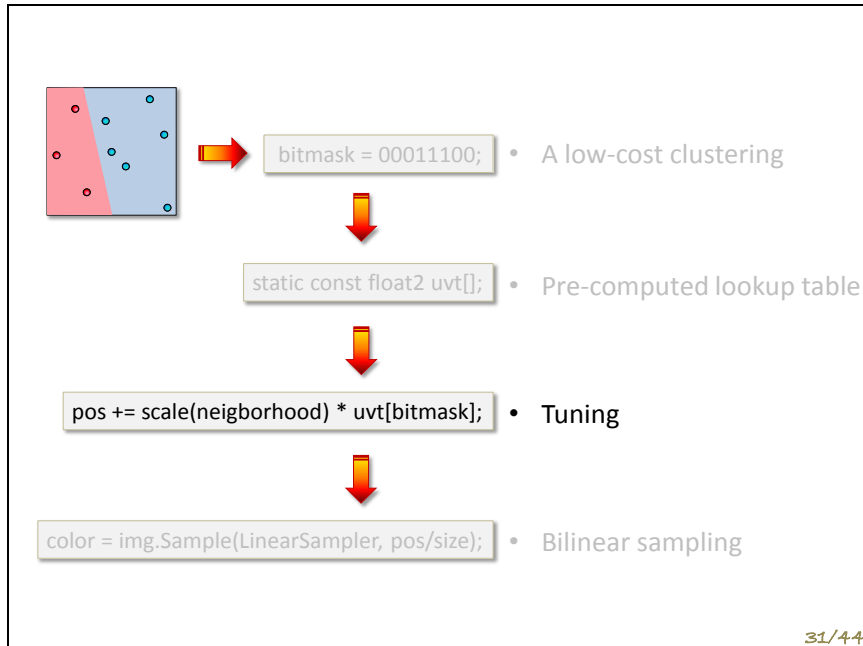 bitmask = 00011100;
• A low-cost clustering
static const float2 uvt[];
• Pre-computed lookup table
pos += scale(neigborhood) * uvt[bitmask];
• Tuning
color = img.Sample(LinearSampler, pos/size);
• Bilinear sampling
31/44